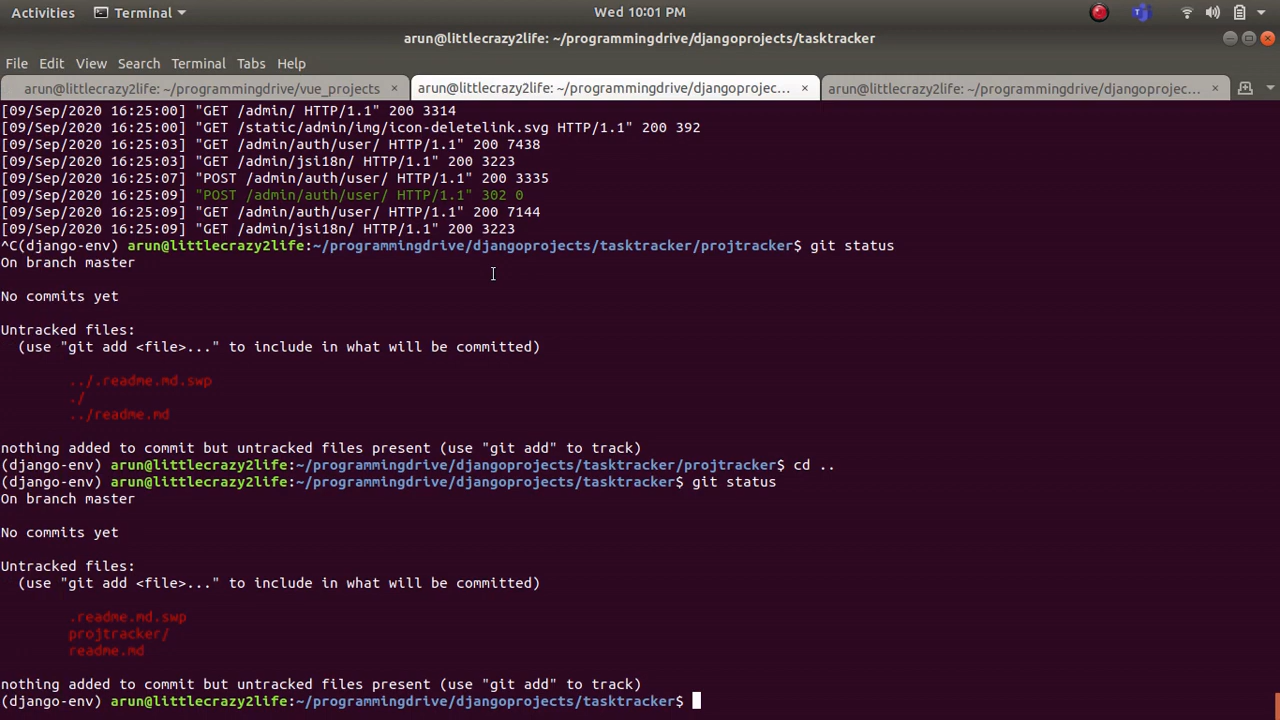 Activities Terminal Wed 10:01 PM
arun@littlecrazy2life: ~/programmingdrive/djangoprojects/tasktracker
File Edit View Search Terminal Tabs Help
arun@littlecrazy2life: ~/programmingdrive/vue_projects × arun@littlecrazy2life: ~/programmingdrive/djangoprojec... × arun@littlecrazy2life: ~/programmingdrive/djangoprojec... ×
[09/Sep/2020 16:25:00] "GET /admin/ HTTP/1.1" 200 3314
[09/Sep/2020 16:25:00] "GET /static/admin/img/icon-deletelink.svg HTTP/1.1" 200 392
[09/Sep/2020 16:25:03] "GET /admin/auth/user/ HTTP/1.1" 200 7438
[09/Sep/2020 16:25:03] "GET /admin/jsi18n/ HTTP/1.1" 200 3223
[09/Sep/2020 16:25:07] "POST /admin/auth/user/ HTTP/1.1" 200 3335
[09/Sep/2020 16:25:09] "POST /admin/auth/user/ HTTP/1.1" 302 0
[09/Sep/2020 16:25:09] "GET /admin/auth/user/ HTTP/1.1" 200 7144
[09/Sep/2020 16:25:09] "GET /admin/jsi18n/ HTTP/1.1" 200 3223
^C(django-env) arun@littlecrazy2life:~/programmingdrive/djangoprojects/tasktracker/projtracker$ git status
On branch master
No commits yet
Untracked files:
(use "git add <file>..." to include in what will be committed)
../.readme.md.swp
./
../readme.md
nothing added to commit but untracked files present (use "git add" to track)
(django-env) arun@littlecrazy2life:~/programmingdrive/djangoprojects/tasktracker/projtracker$ cd ..
(django-env) arun@littlecrazy2life:~/programmingdrive/djangoprojects/tasktracker$ git status
On branch master
No commits yet
Untracked files:
(use "git add <file>..." to include in what will be committed)
.readme.md.swp
projtracker/
readme.md
nothing added to commit but untracked files present (use "git add" to track)
(django-env) arun@littlecrazy2life:~/programmingdrive/djangoprojects/tasktracker$